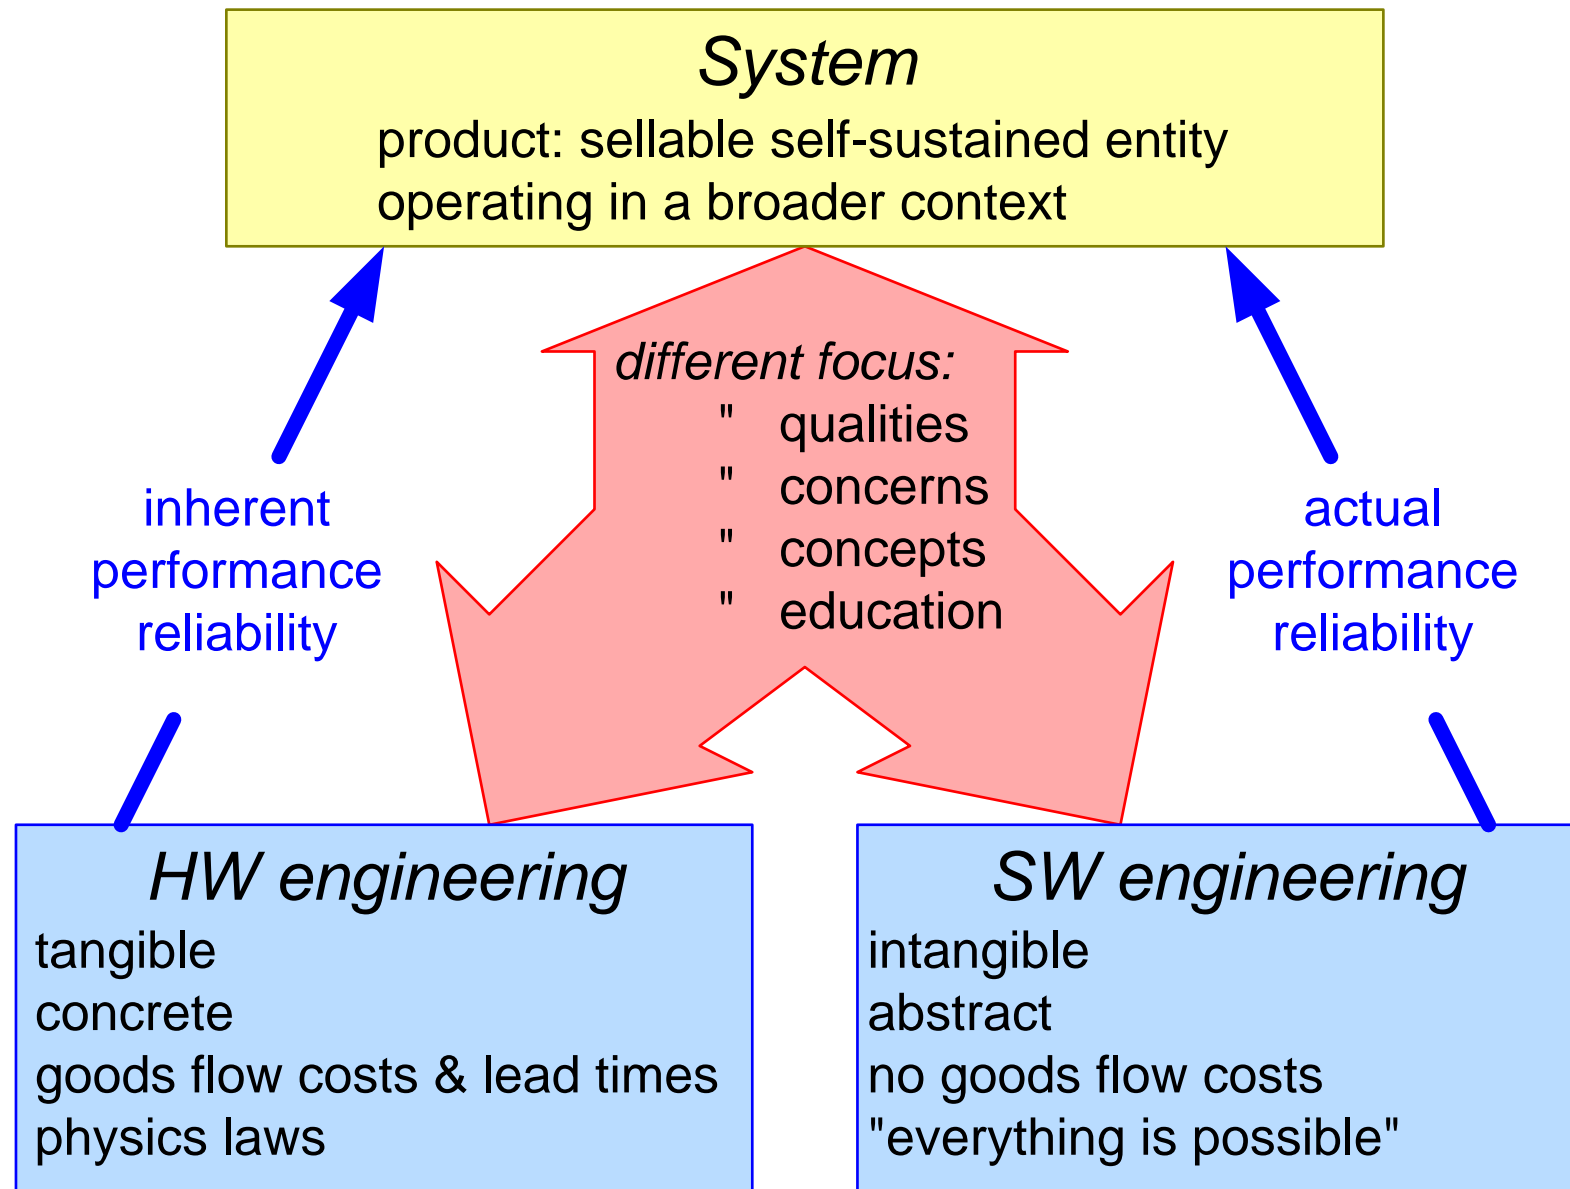 System
product: sellable self-sustained entity
operating in a broader context
different focus:
" qualities
" concerns
" concepts
" education
inherent
performance
reliability
actual
performance
reliability
HW engineering
tangible
concrete
goods flow costs & lead times
physics laws
SW engineering
intangible
abstract
no goods flow costs
"everything is possible"